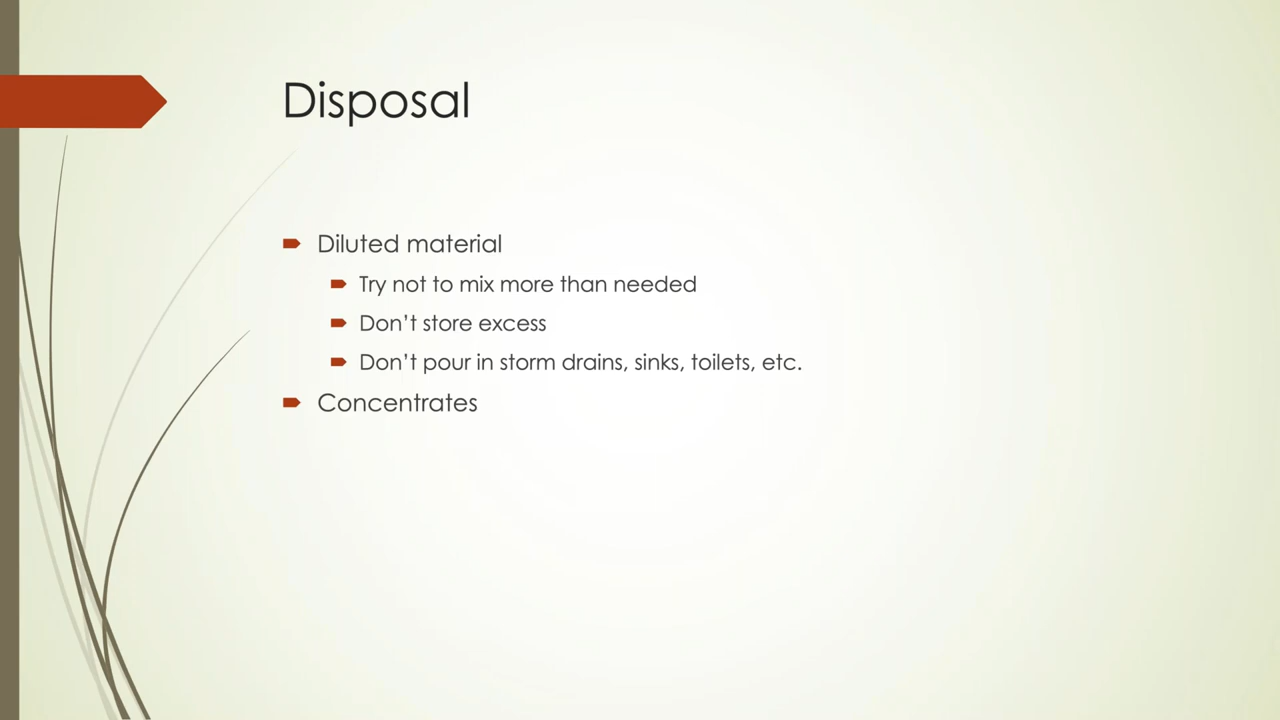 Disposal
Diluted material
Try not to mix more than needed
Don’t store excess
Don’t pour in storm drains, sinks, toilets, etc.
Concentrates